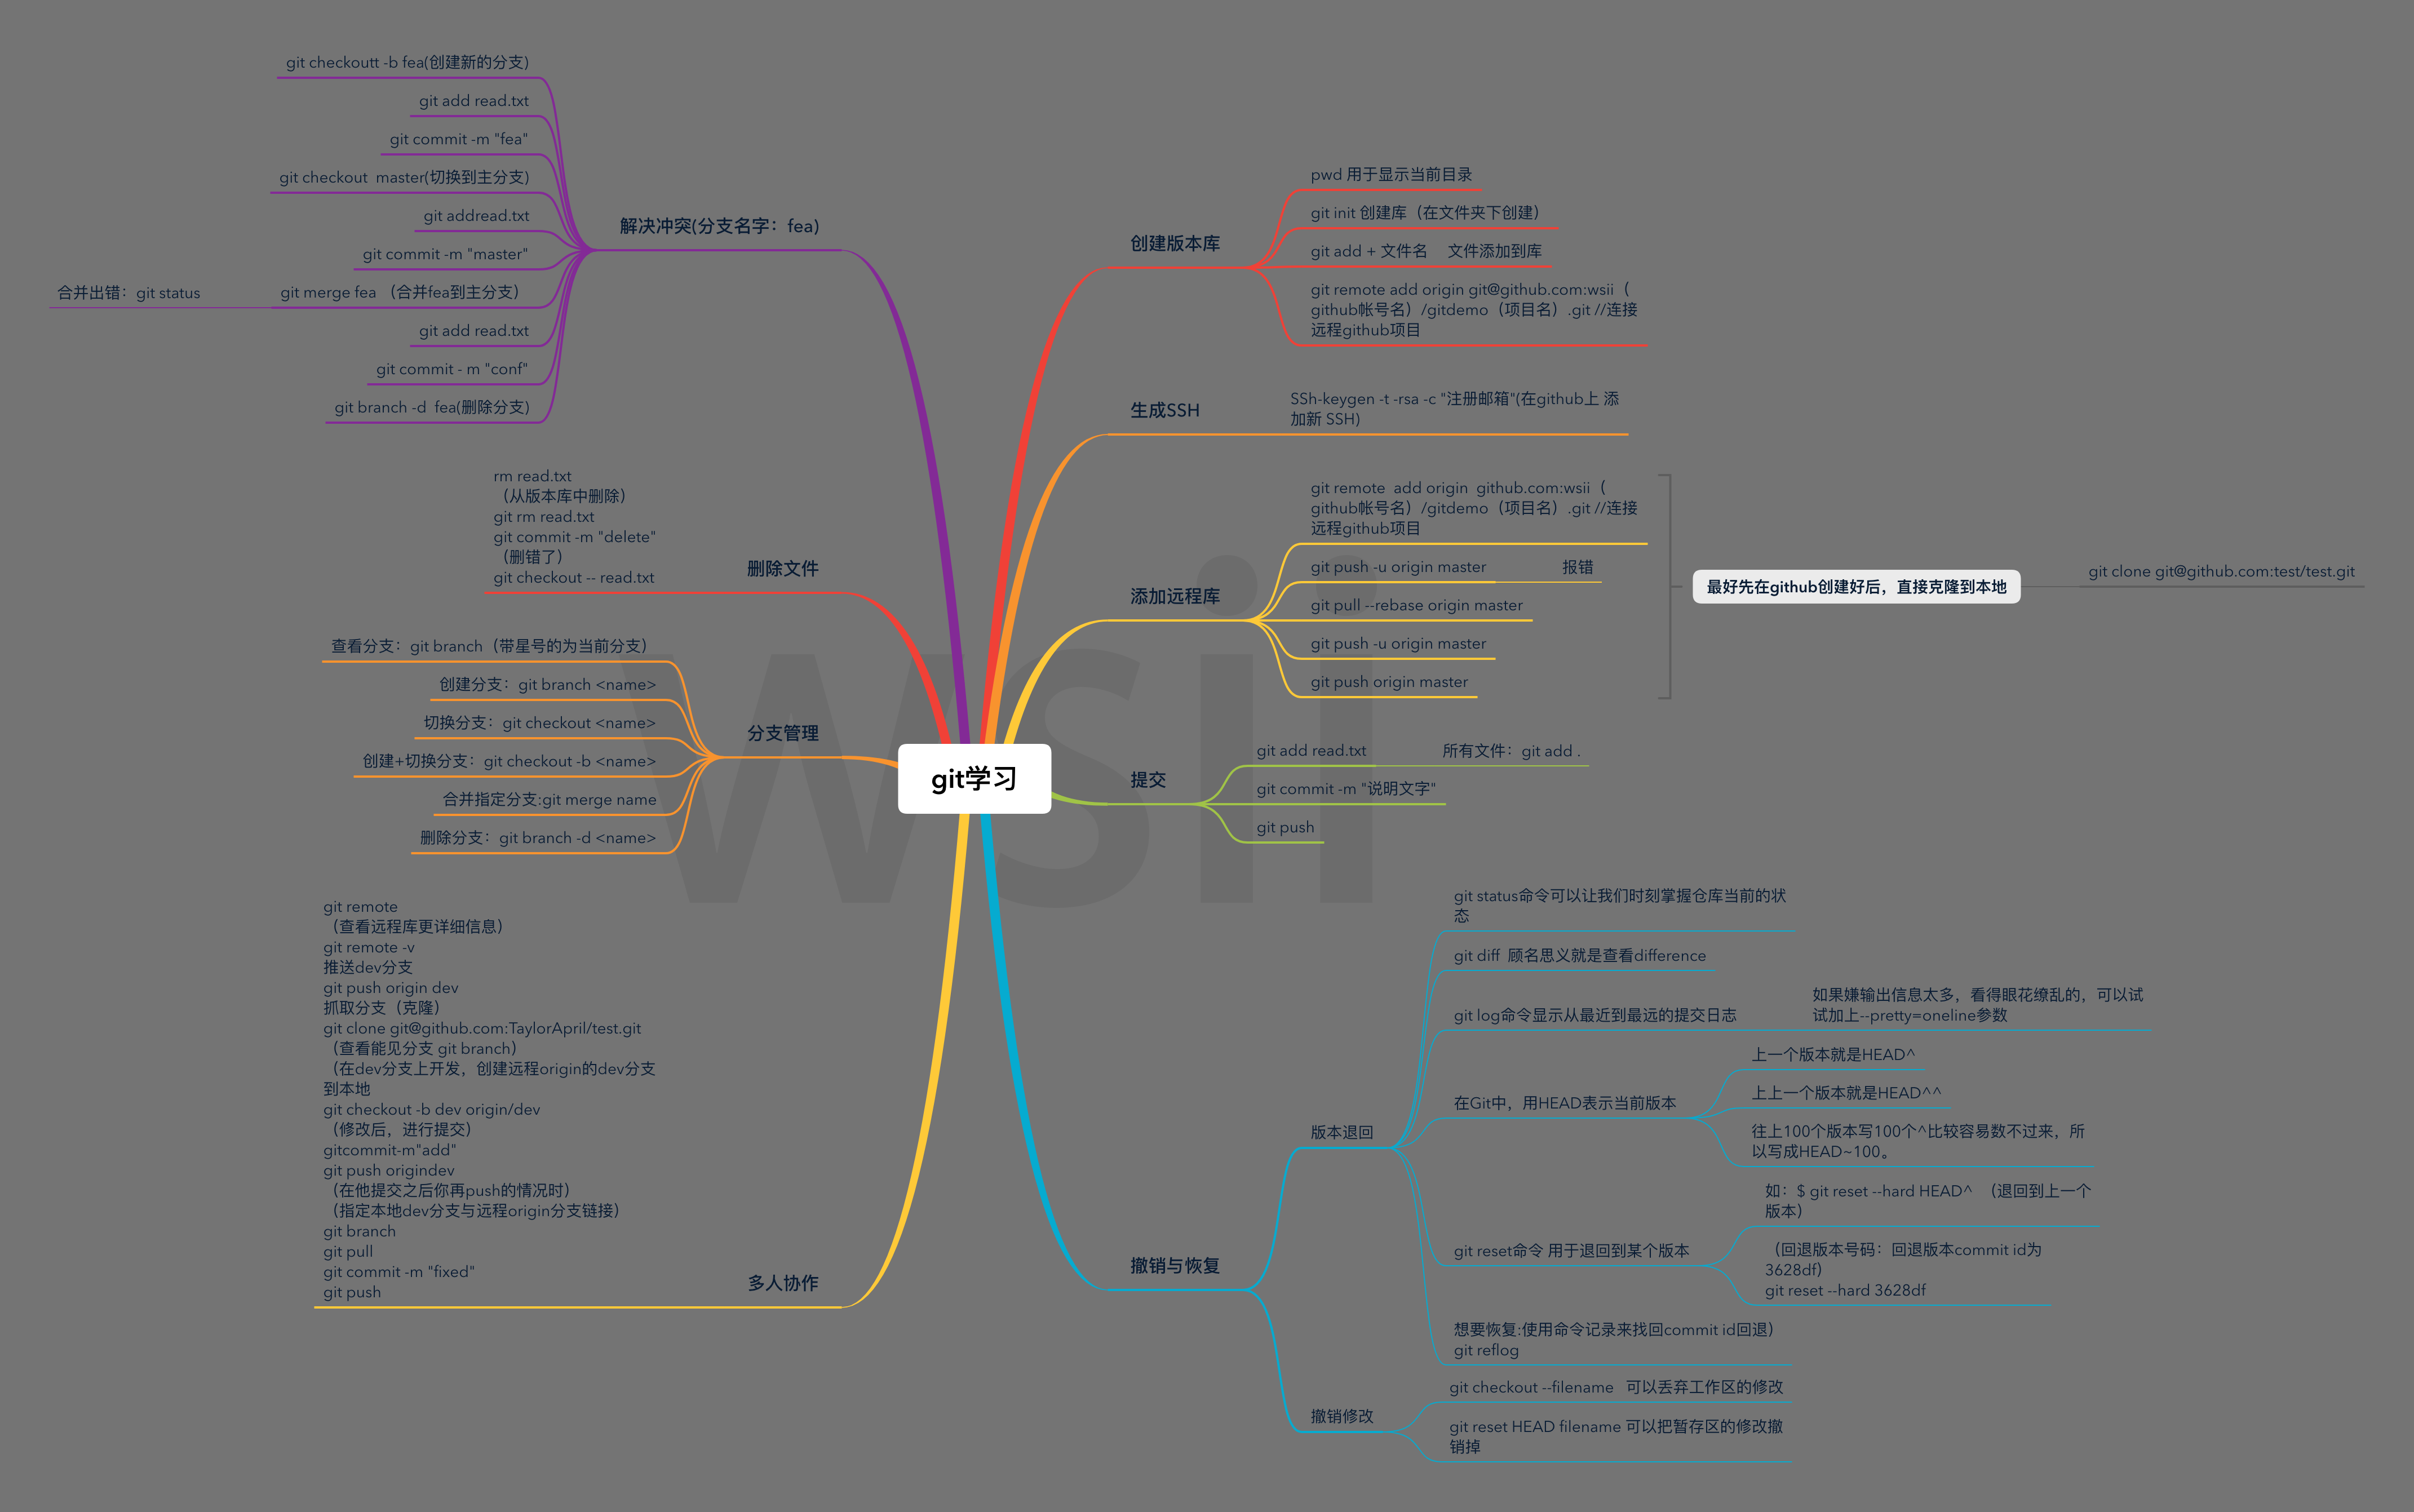 git学习
创建版本库
pwd 用于显示当前目录
git init 创建库（在文件夹下创建）
git add + 文件名 文件添加到库
git remote add origin git@github.com:wsii（
github帐号名）/gitdemo（项目名）.git //连接
远程github项目
生成SSH
SSh-keygen -t -rsa -c "注册邮箱"(在github上 添
加新 SSH)
添加远程库
git remote  add origin  github.com:wsii（
github帐号名）/gitdemo（项目名）.git //连接
远程github项目
git push -u origin master
报错
git pull --rebase origin master
git push -u origin master
git push origin master
最好先在github创建好后，直接克隆到本地
git clone git@github.com:test/test.git
提交
git add read.txt
所有文件：git add .
git commit -m "说明文字"
git push
撤销与恢复
版本退回
git status命令可以让我们时刻掌握仓库当前的状
态
git diff  顾名思义就是查看difference
git log命令显示从最近到最远的提交日志
如果嫌输出信息太多，看得眼花缭乱的，可以试
试加上--pretty=oneline参数
在Git中，用HEAD表示当前版本
上一个版本就是HEAD^
上上一个版本就是HEAD^^
往上100个版本写100个^比较容易数不过来，所
以写成HEAD~100。
git reset命令 用于退回到某个版本
如：$ git reset --hard HEAD^ （退回到上一个
版本）
（回退版本号码：回退版本commit id为
3628df）
git reset --hard 3628df
想要恢复:使用命令记录来找回commit id回退）
git reflog
撤销修改
git checkout --filename   可以丢弃工作区的修改
git reset HEAD filename 可以把暂存区的修改撤
销掉
解决冲突(分支名字：fea)
git checkoutt -b fea(创建新的分支)
git add read.txt
git commit -m "fea"
git checkout  master(切换到主分支)
git addread.txt
git commit -m "master"
git merge fea （合并fea到主分支）
合并出错：git status
git add read.txt
git commit - m "conf"
git branch -d  fea(删除分支)
删除文件
rm read.txt
（从版本库中删除）
git rm read.txt
git commit -m "delete"
（删错了）
git checkout -- read.txt
分支管理
查看分支：git branch（带星号的为当前分支）
创建分支：git branch <name>
切换分支：git checkout <name>
创建+切换分支：git checkout -b <name>
合并指定分支:git merge name
删除分支：git branch -d <name>
多人协作
git remote
（查看远程库更详细信息）
git remote -v
推送dev分支
git push origin dev
抓取分支（克隆）
git clone git@github.com:TaylorApril/test.git
（查看能见分支 git branch）
（在dev分支上开发，创建远程origin的dev分支
到本地
git checkout -b dev origin/dev
（修改后，进行提交）
gitcommit-m"add"
git push origindev
（在他提交之后你再push的情况时）
（指定本地dev分支与远程origin分支链接）
git branch
git pull
git commit -m "fixed"
git push
wsii